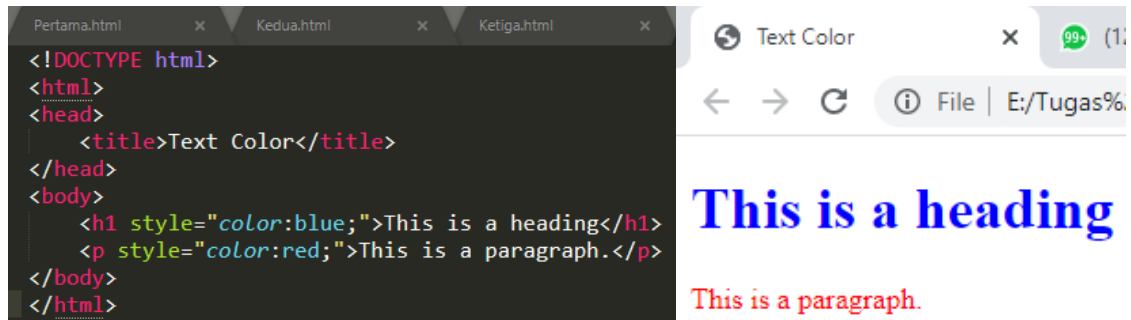 Pertama.html × Kedua.html × Ketiga.html ×
<!DOCTYPE html>
<html>
<head>
    <title>Text Color</title>
</head>
<body>
    <h1 style="color:blue;">This is a heading</h1>
    <p style="color:red;">This is a paragraph.</p>
</body>
</html>
Text Color × 99+ (12
File | E:/Tugas%
This is a heading
This is a paragraph.